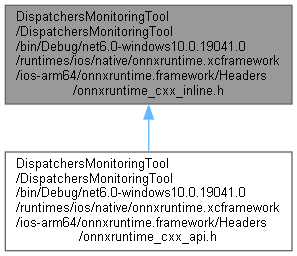 DispatchersMonitoringTool
/DispatchersMonitoringTool
/bin/Debug/net6.0-windows10.0.19041.0
/runtimes/ios/native/onnxruntime.xcframework
/ios-arm64/onnxruntime.framework/Headers
/onnxruntime_cxx_inline.h
DispatchersMonitoringTool
/DispatchersMonitoringTool
/bin/Debug/net6.0-windows10.0.19041.0
/runtimes/ios/native/onnxruntime.xcframework
/ios-arm64/onnxruntime.framework/Headers
/onnxruntime_cxx_api.h